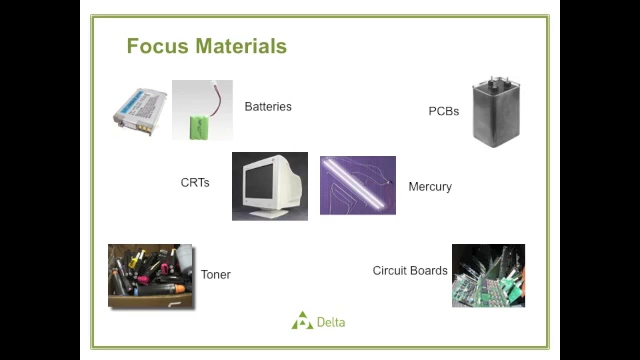 Focus Materials
Batteries
PCBs
CRTs
Mercury
Toner
Circuit Boards
Delta